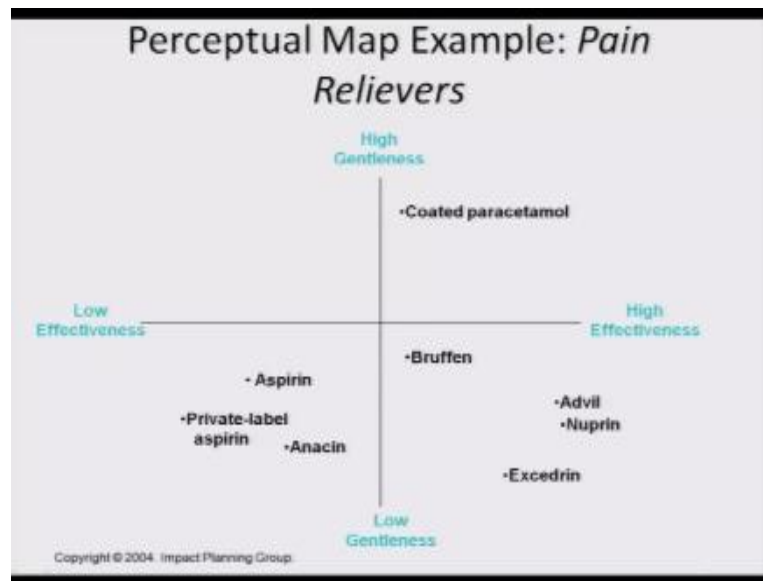 Perceptual Map Example: Pain
Relievers
High
Gentleness
•Coated paracetamol
Low
Effectiveness
High
Effectiveness
•Bruffen
• Aspirin
•Advil
•Private-label
aspirin
•Nuprin
•Anacin
•Excedrin
Low
Gentleness
Copyright © 2004 Impact Planning Group.